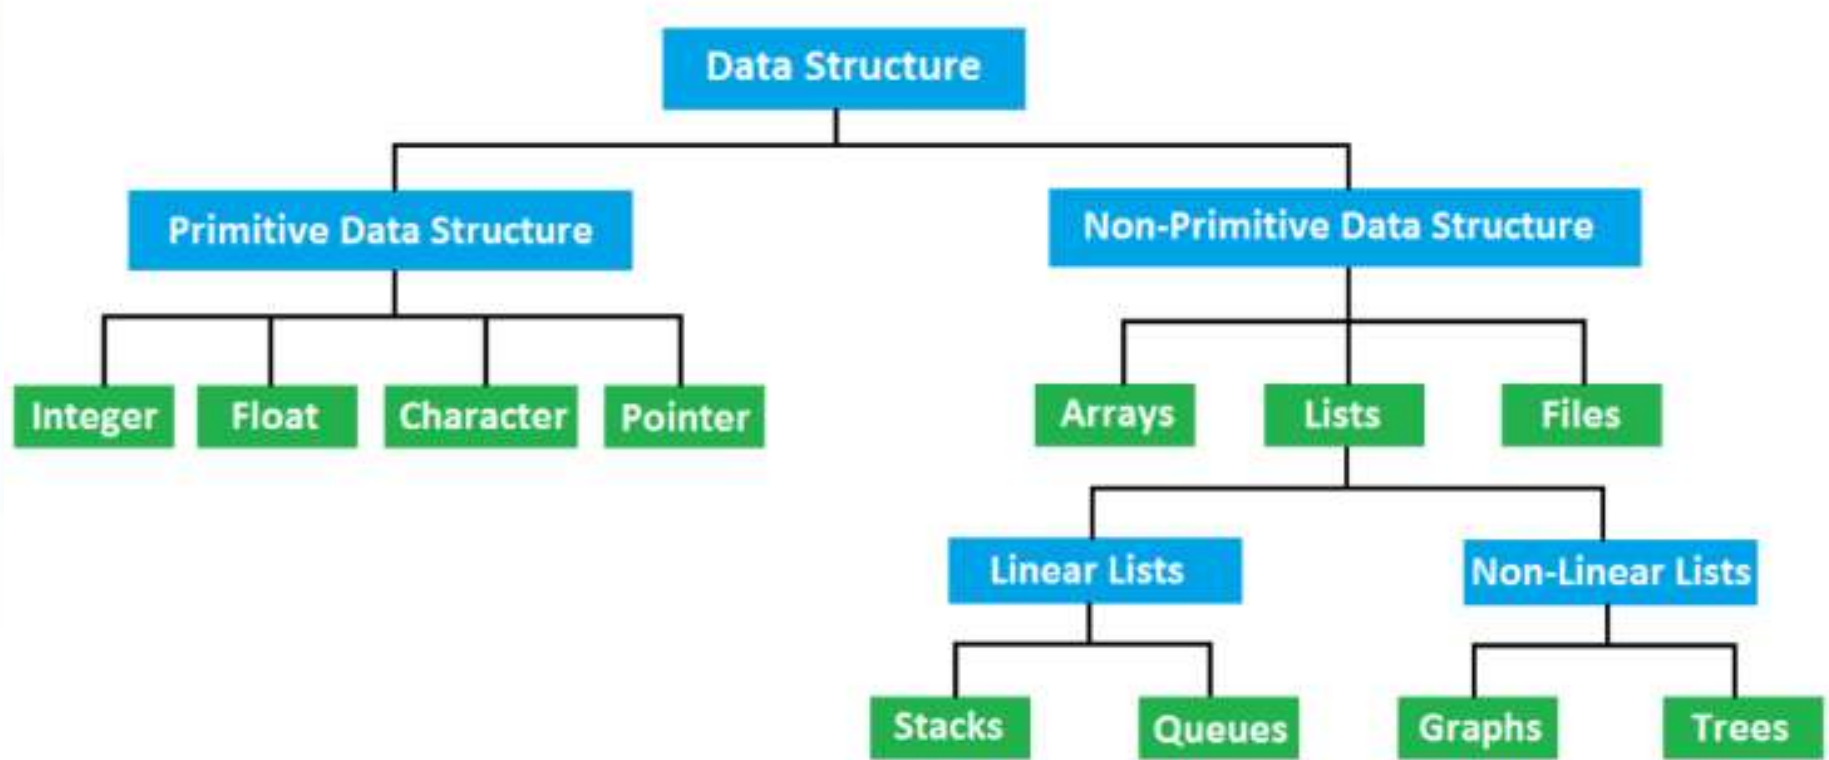 Data Structure
Primitive Data Structure
Non-Primitive Data Structure
Integer
Float
Character
Pointer
Arrays
Lists
Files
Linear Lists
Non-Linear Lists
Stacks
Queues
Graphs
Trees